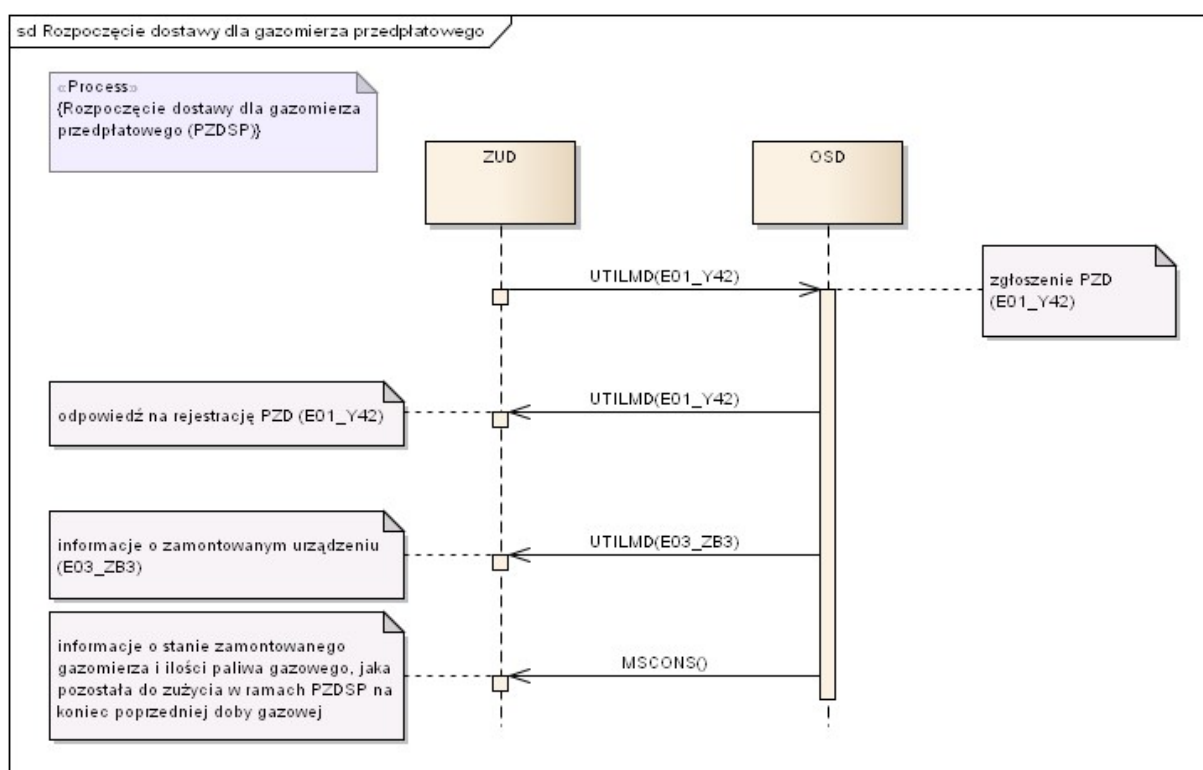 sd Rozpoczęcie dostawy dla gazomierza przedpłatowego
«Process»
{Rozpoczęcie dostawy dla gazomierza
przedpłatowego (PZDSP)}
ZUD
OSD
UTILMD(E01_Y42)
zgłoszenie PZD
(E01_Y42)
UTILMD(E01_Y42)
odpowiedź na rejestrację PZD (E01_Y42)
UTILMD(E03_ZB3)
informacje o zamontowanym urządzeniu
(E03_ZB3)
informacje o stanie zamontowanego
gazomierza i ilości paliwa gazowego, jaka
pozostała do zużycia w ramach PZDSP na
koniec poprzedniej doby gazowej
MSCONS()